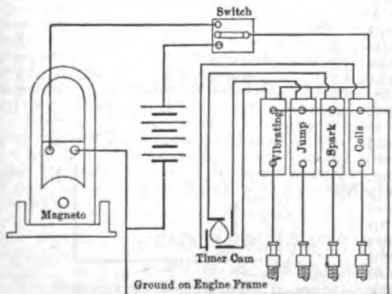 Switch
Vibrating
Jump
Spark
Coils
Magneto
Timer Cam
Ground on Engine Frame